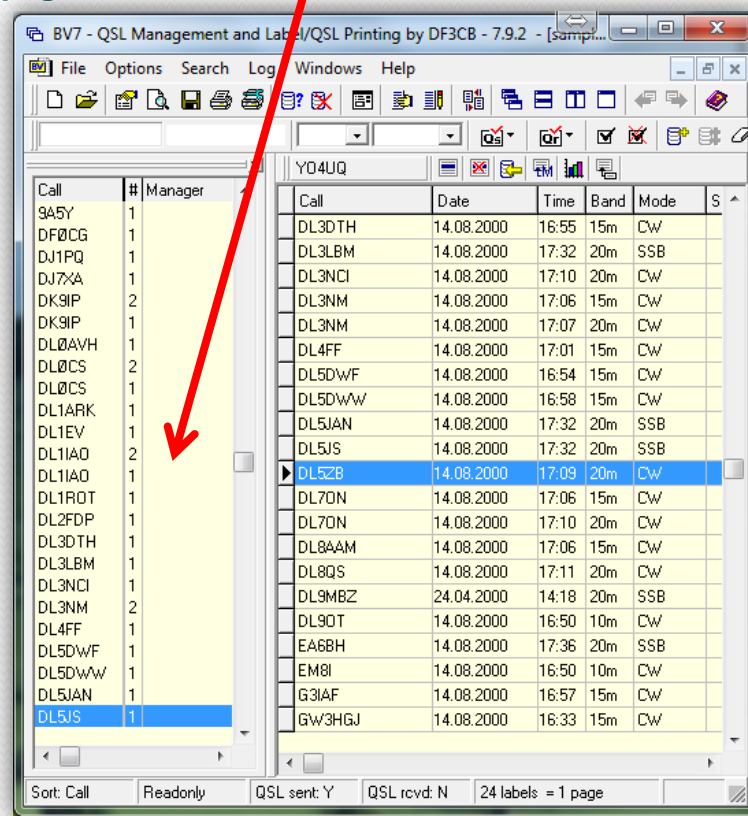 BV7 - QSL Management and Label/QSL Printing by DF3CB - 7.9.2 - [sampl...
File Options Search Log Windows Help
YO4UQ
Call # Manager
9A5Y 1
DFØCG 1
DJ1PQ 1
DJ7XA 1
DK9IP 2
DK9IP 1
DLØAVH 1
DLØCS 2
DLØCS 1
DL1ARK 1
DL1EV 1
DL1IAO 2
DL1IAO 1
DL1ROT 1
DL2FDP 1
DL3DTH 1
DL3LBM 1
DL3NCI 1
DL3NM 2
DL4FF 1
DL5DWF 1
DL5DWW 1
DL5JAN 1
DL5JS 1
Call Date Time Band Mode S
DL3DTH 14.08.2000 16:55 15m CW
DL3LBM 14.08.2000 17:32 20m SSB
DL3NCI 14.08.2000 17:10 20m CW
DL3NM 14.08.2000 17:06 15m CW
DL3NM 14.08.2000 17:07 20m CW
DL4FF 14.08.2000 17:01 15m CW
DL5DWF 14.08.2000 16:54 15m CW
DL5DWW 14.08.2000 16:58 15m CW
DL5JAN 14.08.2000 17:32 20m SSB
DL5JS 14.08.2000 17:32 20m SSB
DL5ZB 14.08.2000 17:09 20m CW
DL7ON 14.08.2000 17:06 15m CW
DL7ON 14.08.2000 17:10 20m CW
DL8AAM 14.08.2000 17:06 15m CW
DL8QS 14.08.2000 17:11 20m CW
DL9MBZ 24.04.2000 14:18 20m SSB
DL9OT 14.08.2000 16:50 10m CW
EA6BH 14.08.2000 17:36 20m SSB
EM8I 14.08.2000 16:50 10m CW
G3IAF 14.08.2000 16:57 15m CW
GW3HGJ 14.08.2000 16:33 15m CW
Sort: Call Readonly QSL sent: Y QSL rcvd: N 24 labels = 1 page